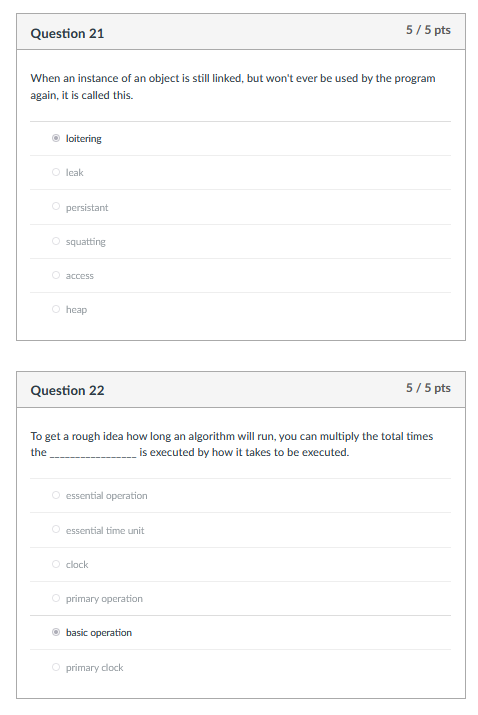 Question 21
5 / 5 pts
When an instance of an object is still linked, but won't ever be used by the program
again, it is called this.
loitering
leak
persistant
squatting
access
heap
Question 22
5 / 5 pts
To get a rough idea how long an algorithm will run, you can multiply the total times
the _________________ is executed by how it takes to be executed.
essential operation
essential time unit
clock
primary operation
basic operation
primary clock